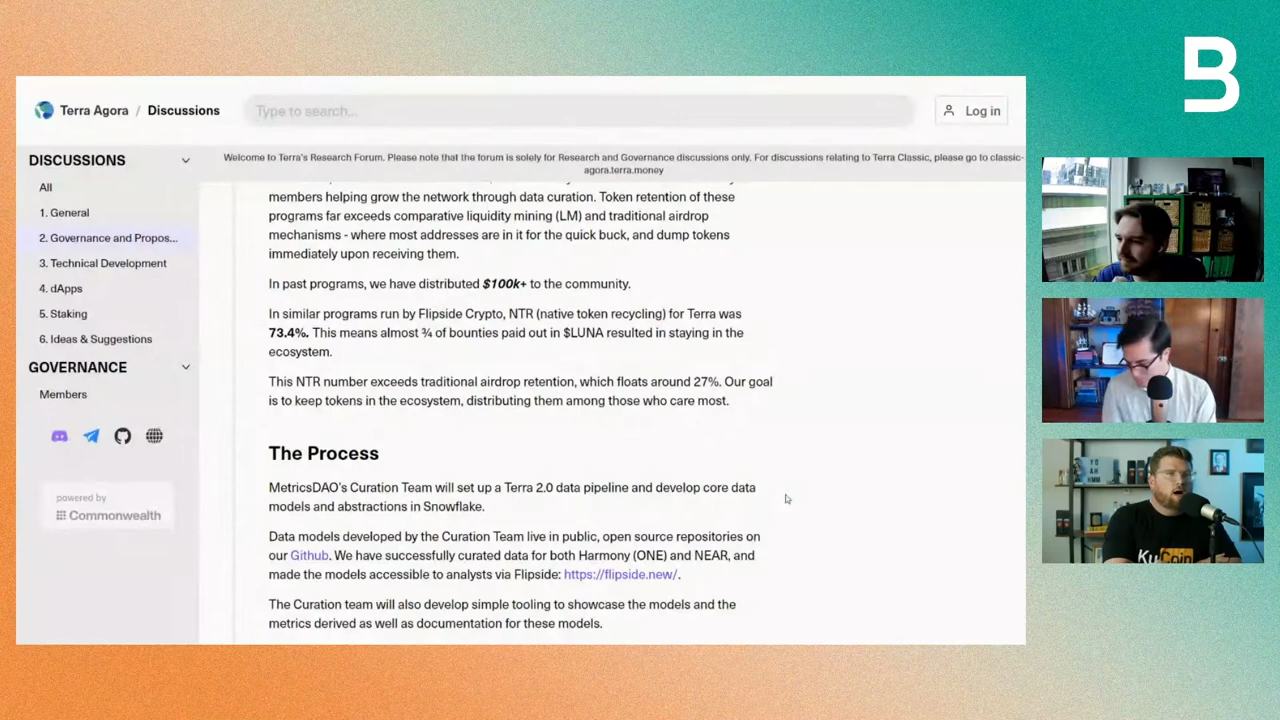 B
Terra Agora / Discussions
Type to search...
Log in
Welcome to Terra's Research Forum. Please note that the forum is solely for Research and Governance discussions only. For discussions relating to Terra Classic, please go to classic-
agora.terra.money
DISCUSSIONS
All
1. General
2. Governance and Propos...
3. Technical Development
4. dApps
5. Staking
6. Ideas & Suggestions
GOVERNANCE
Members
powered by
Commonwealth
members helping grow the network through data curation. Token retention of these
programs far exceeds comparative liquidity mining (LM) and traditional airdrop
mechanisms - where most addresses are in it for the quick buck, and dump tokens
immediately upon receiving them.
In past programs, we have distributed $100k+ to the community.
In similar programs run by Flipside Crypto, NTR (native token recycling) for Terra was
73.4%. This means almost ¾ of bounties paid out in $LUNA resulted in staying in the
ecosystem.
This NTR number exceeds traditional airdrop retention, which floats around 27%. Our goal
is to keep tokens in the ecosystem, distributing them among those who care most.
The Process
MetricsDAO's Curation Team will set up a Terra 2.0 data pipeline and develop core data
models and abstractions in Snowflake.
Data models developed by the Curation Team live in public, open source repositories on
our Github. We have successfully curated data for both Harmony (ONE) and NEAR, and
made the models accessible to analysts via Flipside: https://flipside.new/.
The Curation team will also develop simple tooling to showcase the models and the
metrics derived as well as documentation for these models.
YO
AH
HMM
KuCoin